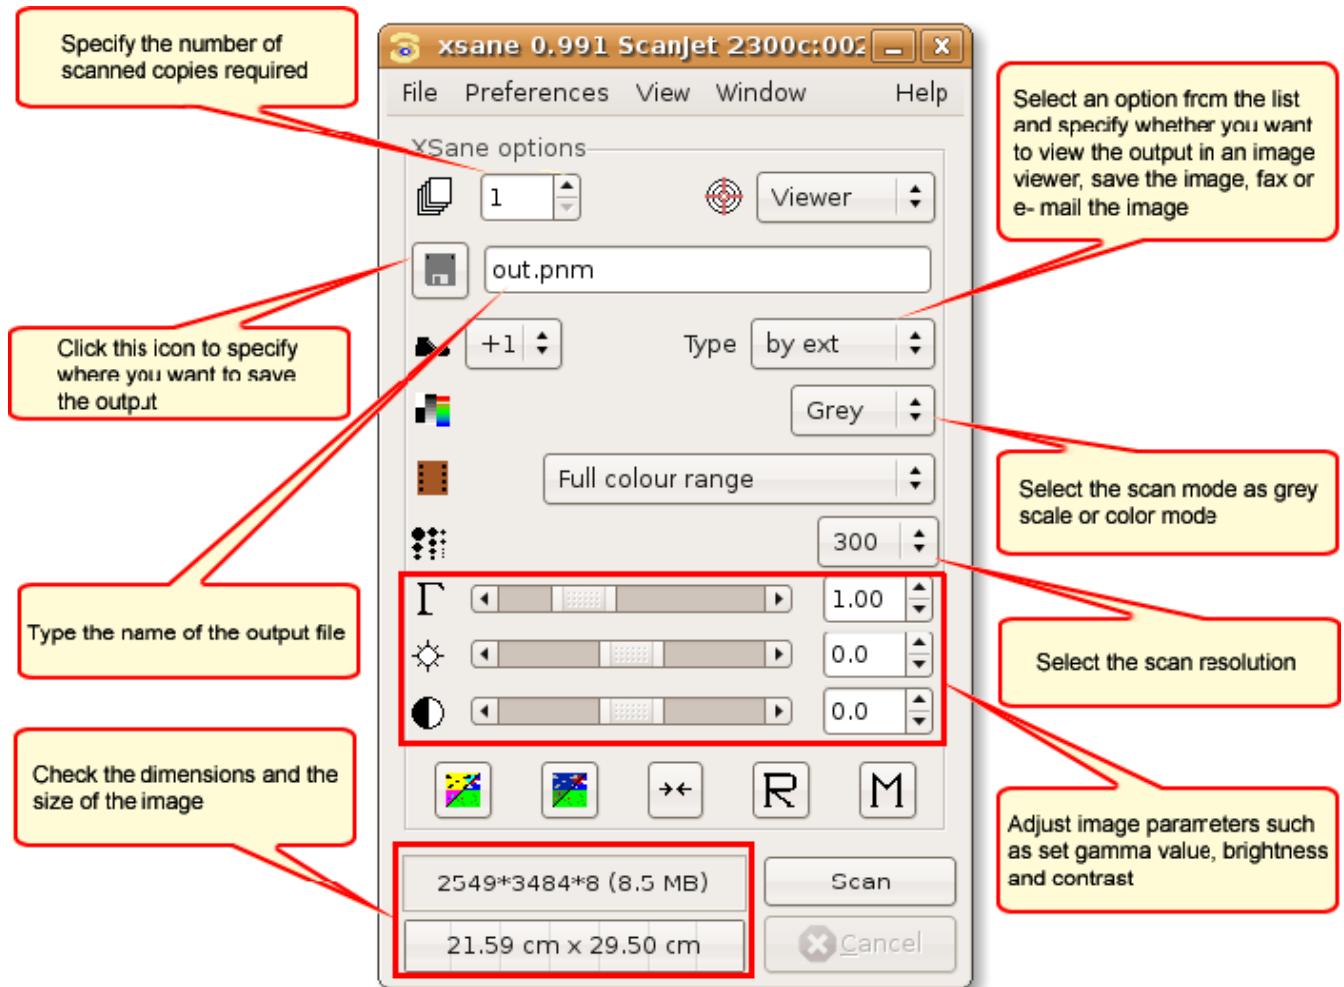 Specify the number of
scanned copies required
xsane 0.991 ScanJet 2300c:002
File Preferences View Window Help
Select an option from the list
and specify whether you want
to view the output in an image
viewer, save the image, fax or
e- mail the image
XSane options
1
Viewer
out.pnm
Click this icon to specify
where you want to save
the output
+1
Type by ext
Grey
Full colour range
Select the scan mode as grey
scale or color mode
300
Type the name of the output file
Γ 1.00
0.0
0.0
Select the scan resolution
Check the dimensions and the
size of the image
R M
Adjust image parameters such
as set gamma value, brightness
and contrast
2549*3484*8 (8.5 MB)
Scan
21.59 cm x 29.50 cm
Cancel